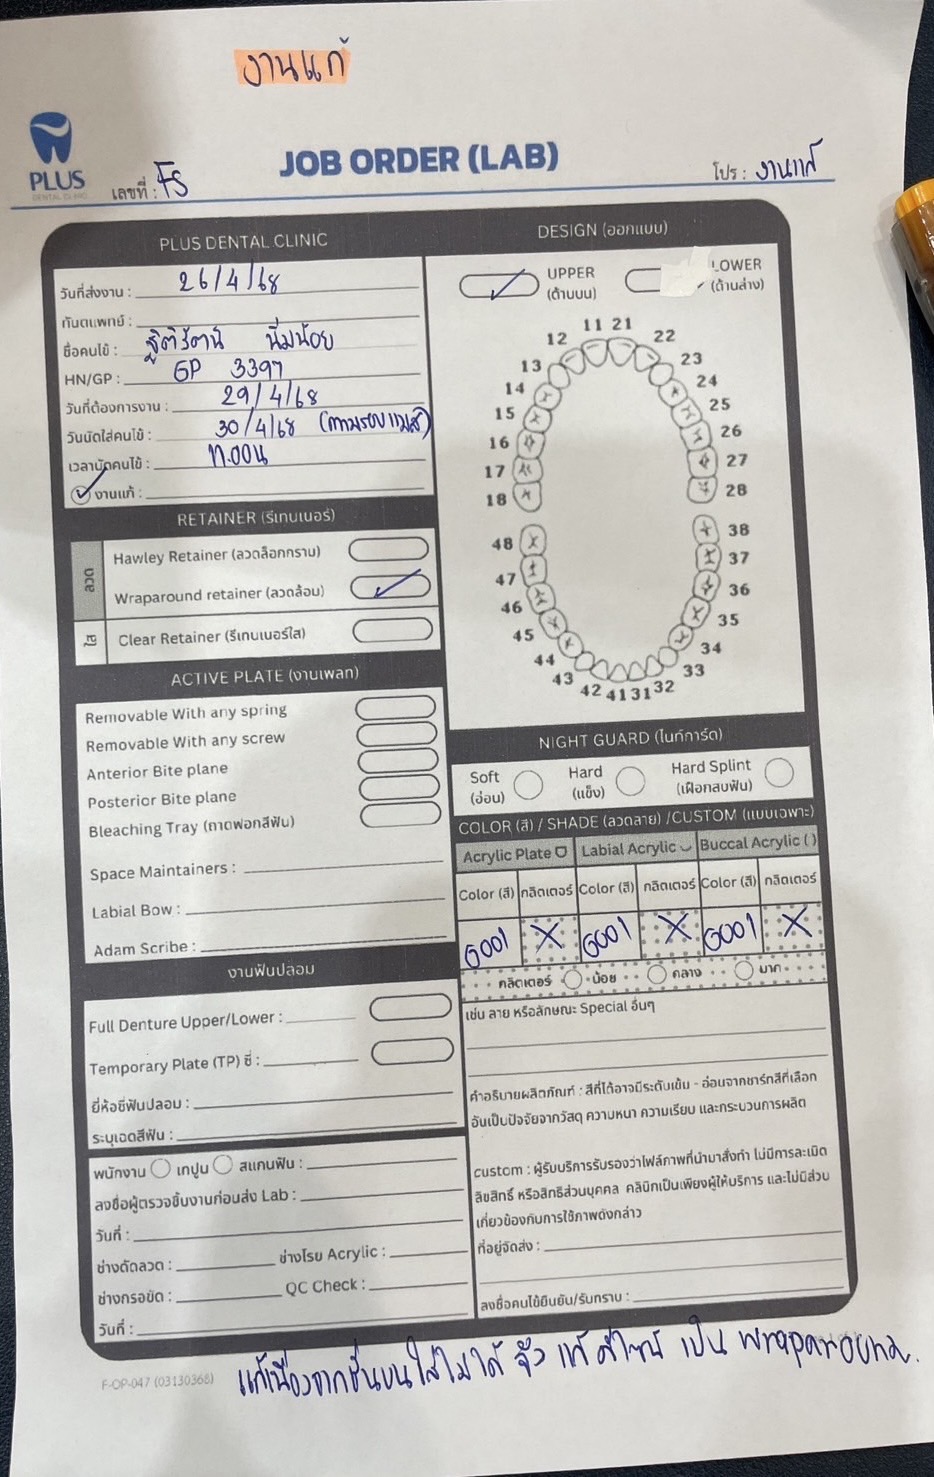 งานแก้
PLUS
DENTAL CLINIC
JOB ORDER (LAB)
เลขที่ : FS
โปร : งานแก้
PLUS DENTAL CLINIC
วันที่ส่งงาน : 26/4/68
ทันตแพทย์ :
ชื่อคนไข้ : ฐิติรัตน์ นิ่มน้อย
HN/GP : GP 3397
วันที่ต้องการงาน : 29/4/68
วันนัดใส่คนไข้ : 30/4/68 (ตามรอบแมส)
เวลานัดคนไข้ : ก.ถอน
งานแก้ :
RETAINER (รีเทนเนอร์)
ลวด
Hawley Retainer (ลวดล็อกกราม)
Wraparound retainer (ลวดล้อม)
ใส
Clear Retainer (รีเทนเนอร์ใส)
ACTIVE PLATE (งานเพลท)
Removable With any spring
Removable With any screw
Anterior Bite plane
Posterior Bite plane
Bleaching Tray (ถาดฟอกสีฟัน)
Space Maintainers :
Labial Bow :
Adam Scribe :
งานฟันปลอม
Full Denture Upper/Lower :
Temporary Plate (TP) ซี่ :
ยี่ห้อซี่ฟันปลอม :
ระบุเฉดสีฟัน :
พนักงาน เทปูน สแกนฟัน :
ลงชื่อผู้ตรวจชิ้นงานก่อนส่ง Lab :
วันที่ :
ช่างดัดลวด : ช่างโรย Acrylic :
ช่างกรอขัด : QC Check :
วันที่ :
DESIGN (ออกแบบ)
UPPER
(ด้านบน)
LOWER
(ด้านล่าง)
11 21
12 22
13 23
14 24
15 25
16 26
17 27
18 28
48 38
47 37
46 36
45 35
44 34
43 33
42 41 31 32
NIGHT GUARD (ไนท์การ์ด)
Soft
(อ่อน)
Hard
(แข็ง)
Hard Splint
(เฝือกสบฟัน)
COLOR (สี) / SHADE (ลวดลาย) /CUSTOM (แบบเฉพาะ)
Acrylic Plate Labial Acrylic Buccal Acrylic ( )
Color (สี) กลิตเตอร์ Color (สี) กลิตเตอร์ Color (สี) กลิตเตอร์
G001 X G001 X G001 X
กลิตเตอร์ น้อย กลาง มาก
เช่น ลาย หรือลักษณะ Special อื่นๆ
คำอธิบายผลิตภัณฑ์ : สีที่ได้อาจมีระดับเข้ม - อ่อนจากชาร์ทสีที่เลือก
อันเป็นปัจจัยจากวัสดุ ความหนา ความเรียบ และกระบวนการผลิต
custom : ผู้รับบริการรับรองว่าไฟล์ภาพที่นำมาสั่งทำ ไม่มีการละเมิด
ลิขสิทธิ์ หรือสิทธิส่วนบุคคล คลินิกเป็นเพียงผู้ให้บริการ และไม่มีส่วน
เกี่ยวข้องกับการใช้ภาพดังกล่าว
ที่อยู่จัดส่ง :
ลงชื่อคนไข้ยืนยัน/รับทราบ :
F-OP-047 (03130368)
แก้เนื่องจากชิ้นบนใส่ไม่ได้ จึง แก้ ดีไซน์ เป็น wraparound.